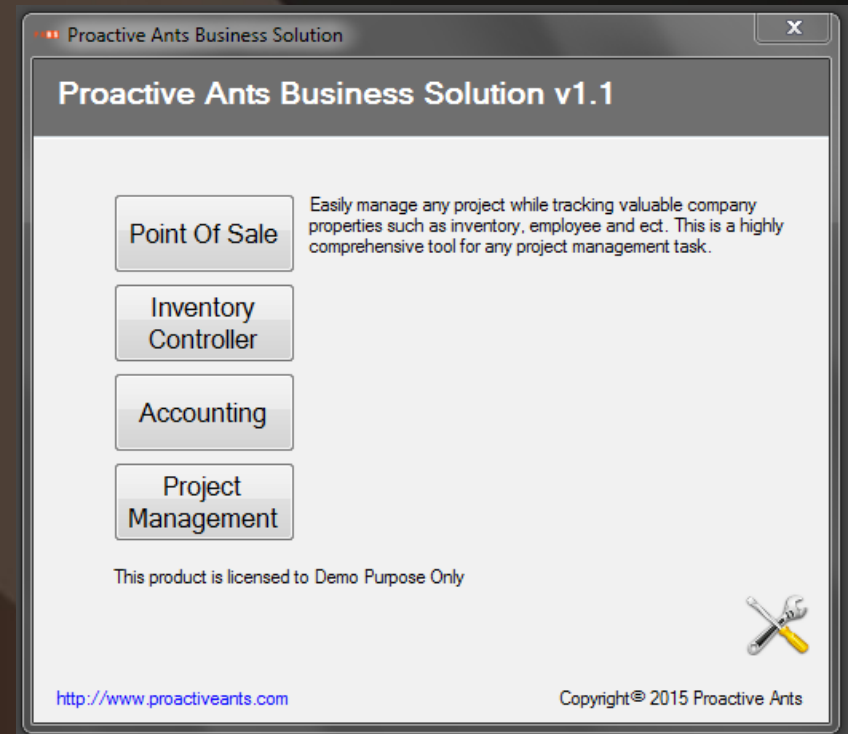 Proactive Ants Business Solution
X
Proactive Ants Business Solution v1.1
Point Of Sale
Easily manage any project while tracking valuable company
properties such as inventory, employee and ect. This is a highly
comprehensive tool for any project management task.
Inventory
Controller
Accounting
Project
Management
This product is licensed to Demo Purpose Only
http://www.proactiveants.com
Copyright© 2015 Proactive Ants